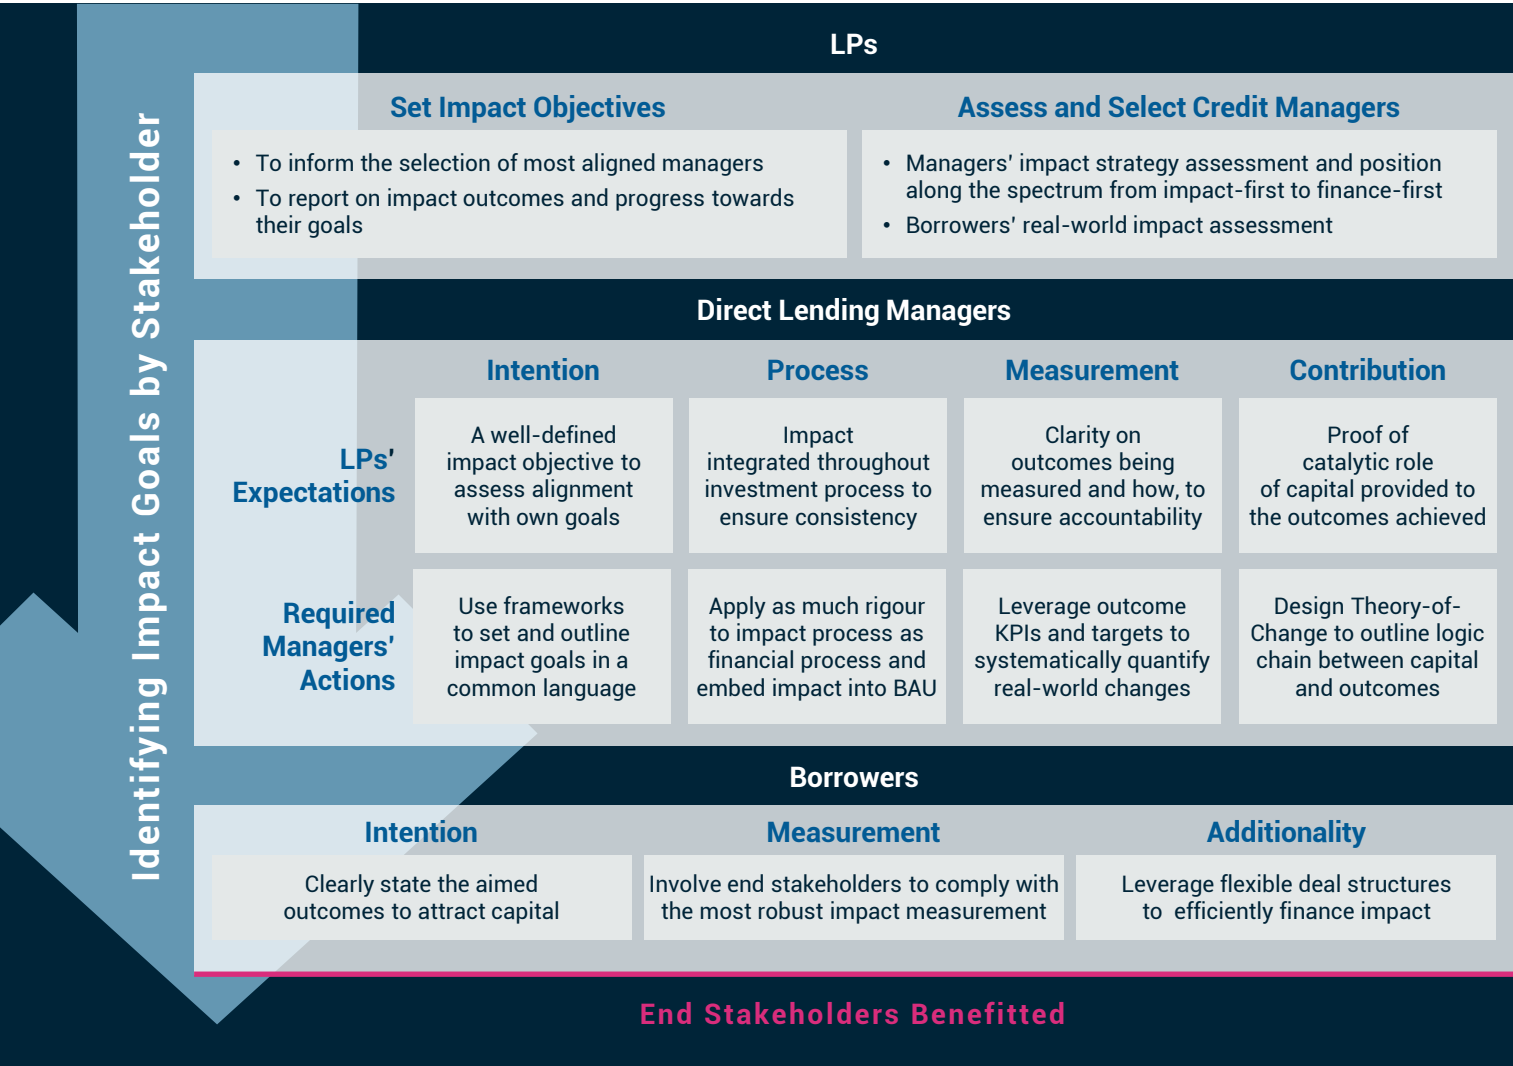 Identifying Impact Goals by Stakeholder
LPs
Set Impact Objectives
• To inform the selection of most aligned managers
• To report on impact outcomes and progress towards
their goals
Assess and Select Credit Managers
• Managers' impact strategy assessment and position
along the spectrum from impact-first to finance-first
• Borrowers' real-world impact assessment
Direct Lending Managers
Intention
Process
Measurement
Contribution
LPs'
Expectations
A well-defined
impact objective to
assess alignment
with own goals
Impact
integrated throughout
investment process to
ensure consistency
Clarity on
outcomes being
measured and how, to
ensure accountability
Proof of
catalytic role
of capital provided to
the outcomes achieved
Required
Managers'
Actions
Use frameworks
to set and outline
impact goals in a
common language
Apply as much rigour
to impact process as
financial process and
embed impact into BAU
Leverage outcome
KPIs and targets to
systematically quantify
real-world changes
Design Theory-of-
Change to outline logic
chain between capital
and outcomes
Borrowers
Intention
Clearly state the aimed
outcomes to attract capital
Measurement
Involve end stakeholders to comply with
the most robust impact measurement
Additionality
Leverage flexible deal structures
to efficiently finance impact
End Stakeholders Benefitted